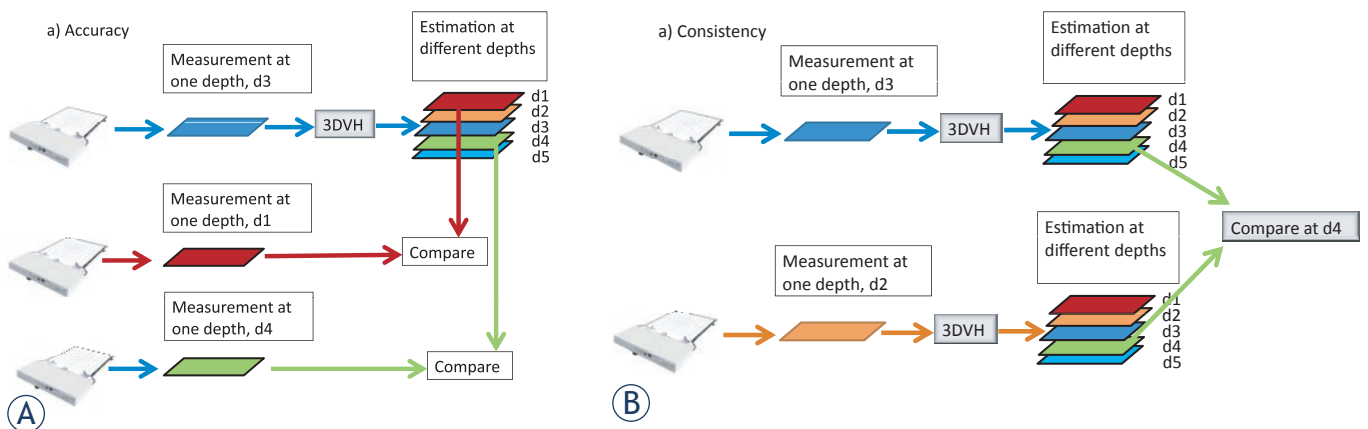 a) Accuracy
Measurement at
one depth, d3
3DVH
Estimation at
different depths
d1
d2
d3
d4
d5
Measurement at
one depth, d1
Compare
Measurement at
one depth, d4
Compare
A
a) Consistency
Measurement at
one depth, d3
3DVH
Estimation at
different depths
d1
d2
d3
d4
d5
Compare at d4
Measurement at
one depth, d2
3DVH
Estimation at
different depths
d1
d2
d3
d4
d5
B